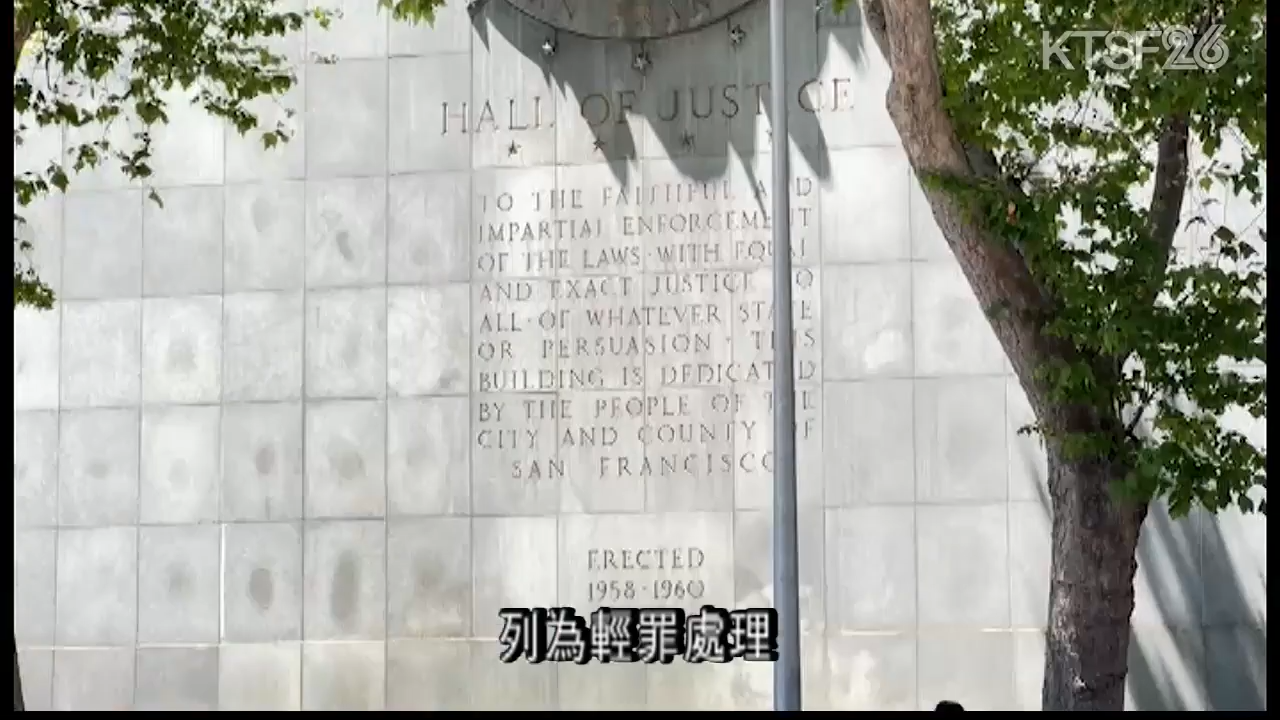 KTSF26
HALL OF JUSTICE
TO THE FAITHFUL AND
IMPARTIAL ENFORCEMENT
OF THE LAWS · WITH EQUAL
AND EXACT JUSTICE TO
ALL · OF WHATEVER STATE
OR PERSUASION · THIS
BUILDING IS DEDICATED
BY THE PEOPLE OF THE
CITY AND COUNTY OF
SAN FRANCISCO
ERECTED
1958 · 1960
列為輕罪處理